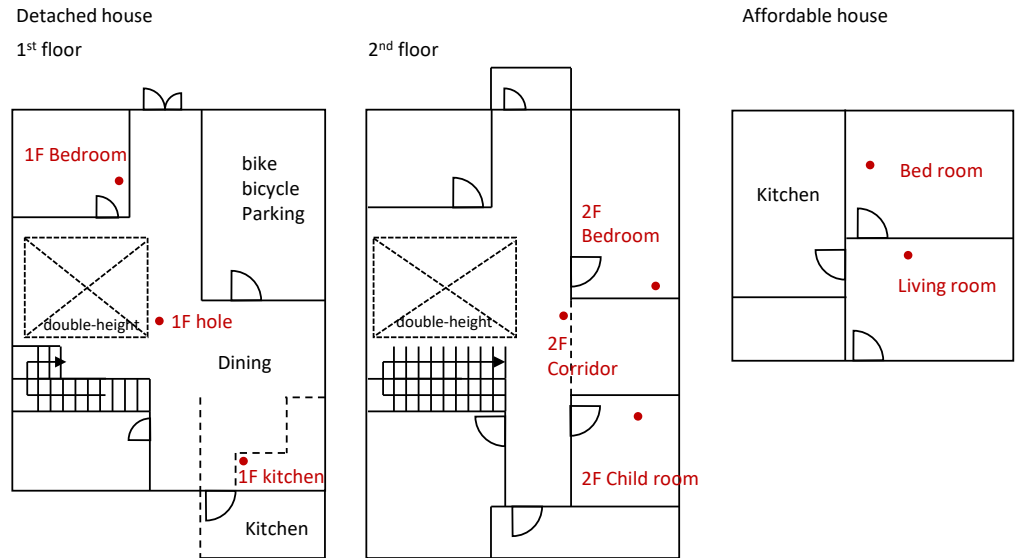 Detached house
1st floor
1F Bedroom
bike
bicycle
Parking
double-height
1F hole
Dining
1F kitchen
Kitchen
2nd floor
2F
Bedroom
double-height
2F
Corridor
2F Child room
Affordable house
Kitchen
Bed room
Living room